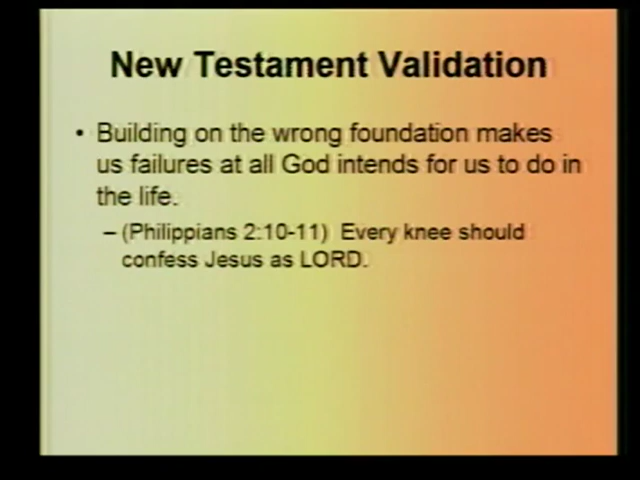 New Testament Validation
• Building on the wrong foundation makes
us failures at all God intends for us to do in
the life.
– (Philippians 2:10-11) Every knee should
confess Jesus as LORD.